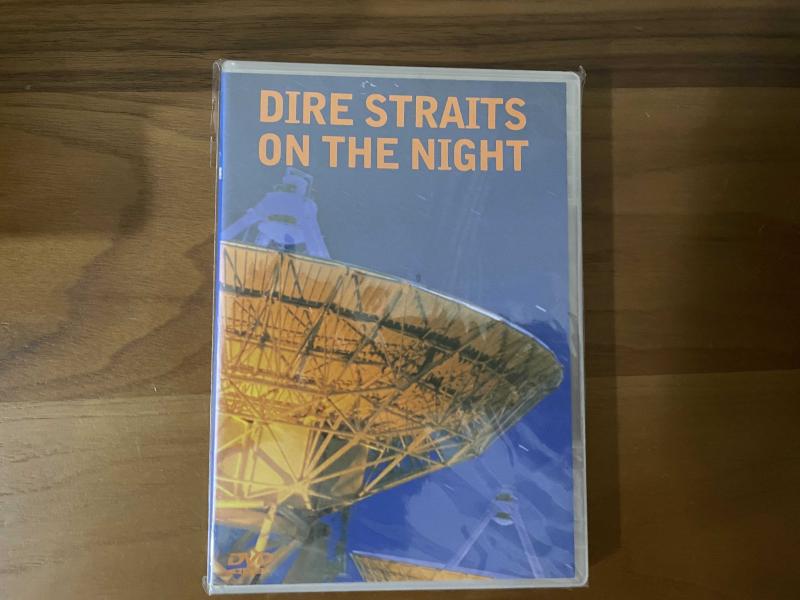 DIRE STRAITS
ON THE NIGHT
DVD